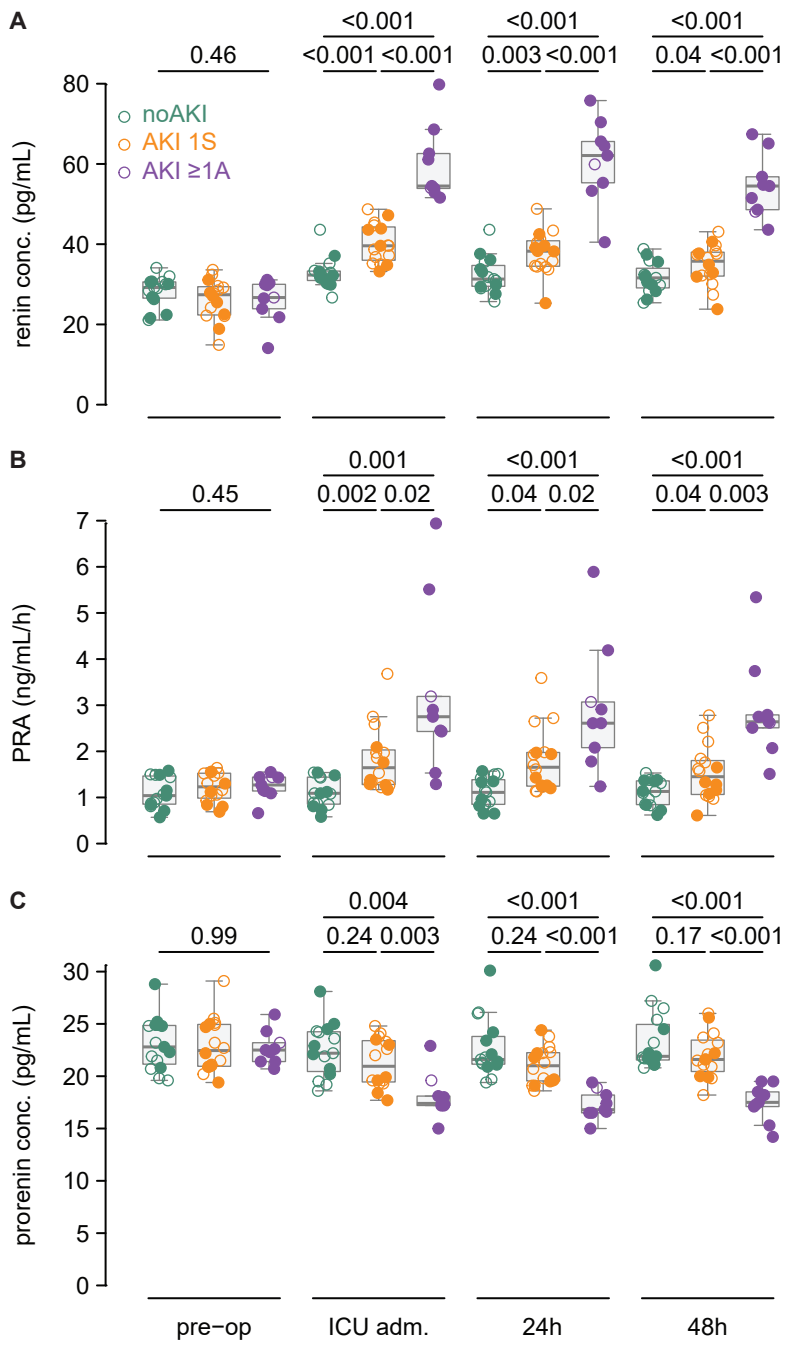 A
<0.001 <0.001 <0.001
0.46 <0.001 <0.001 0.003 <0.001 0.04 <0.001
80
noAKI
AKI 1S
60
AKI ≥1A
renin conc. (pg/mL)
40
20
0
B
0.001 <0.001 <0.001
0.45 0.002 0.02 0.04 0.02 0.04 0.003
7
6
5
4
PRA (ng/mL/h)
3
2
1
0
C
0.004 <0.001 <0.001
0.99 0.24 0.003 0.24 <0.001 0.17 <0.001
30
25
20
prorenin conc. (pg/mL)
15
10
5
0
pre−op ICU adm. 24h 48h